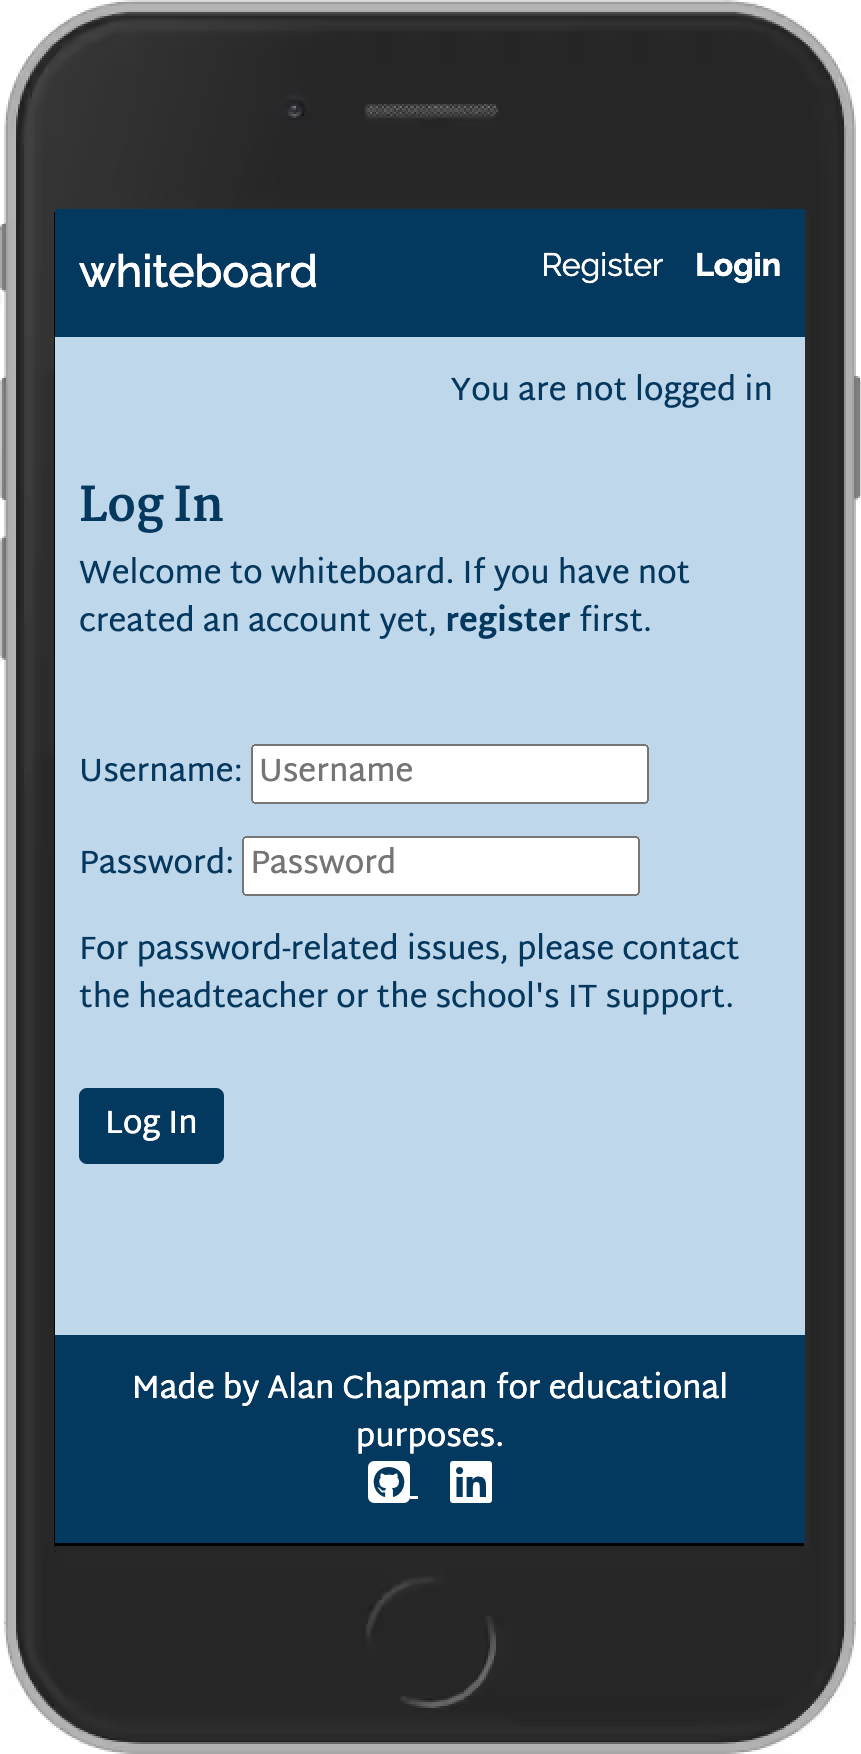 whiteboard
Register Login
You are not logged in
Log In
Welcome to whiteboard. If you have not
created an account yet, register first.
Username: Username
Password: Password
For password-related issues, please contact
the headteacher or the school's IT support.
Log In
Made by Alan Chapman for educational
purposes.
in